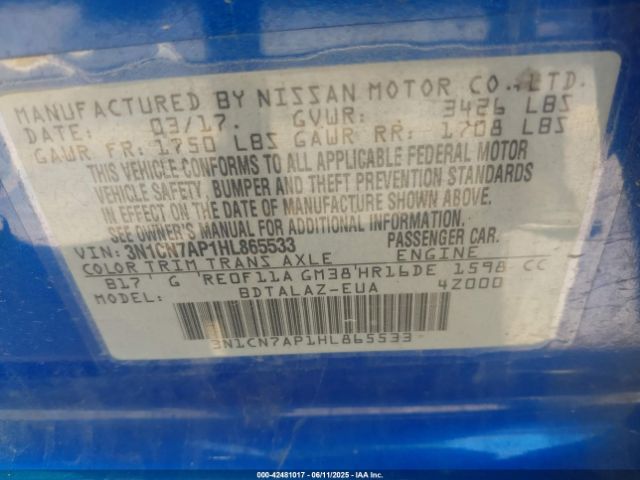 MANUFACTURED BY NISSAN MOTOR CO.,LTD.
DATE: 03/17. GVWR: 3426 LBS
GAWR FR: 1750 LBS GAWR RR: 1708 LBS
THIS VEHICLE CONFORMS TO ALL APPLICABLE FEDERAL MOTOR
VEHICLE SAFETY, BUMPER AND THEFT PREVENTION STANDARDS
IN EFFECT ON THE DATE OF MANUFACTURE SHOWN ABOVE.
SEE OWNER'S MANUAL FOR ADDITIONAL INFORMATION.
VIN: 3N1CN7AP1HL865533 PASSENGER CAR.
COLOR TRIM TRANS AXLE ENGINE
B17 G RE0F11A GM38 HR16DE 1598 CC
MODEL: BDTALAZ-EUA 4Z000
3N1CN7AP1HL865533
000-42481017 - 06/11/2025 - IAA Inc.